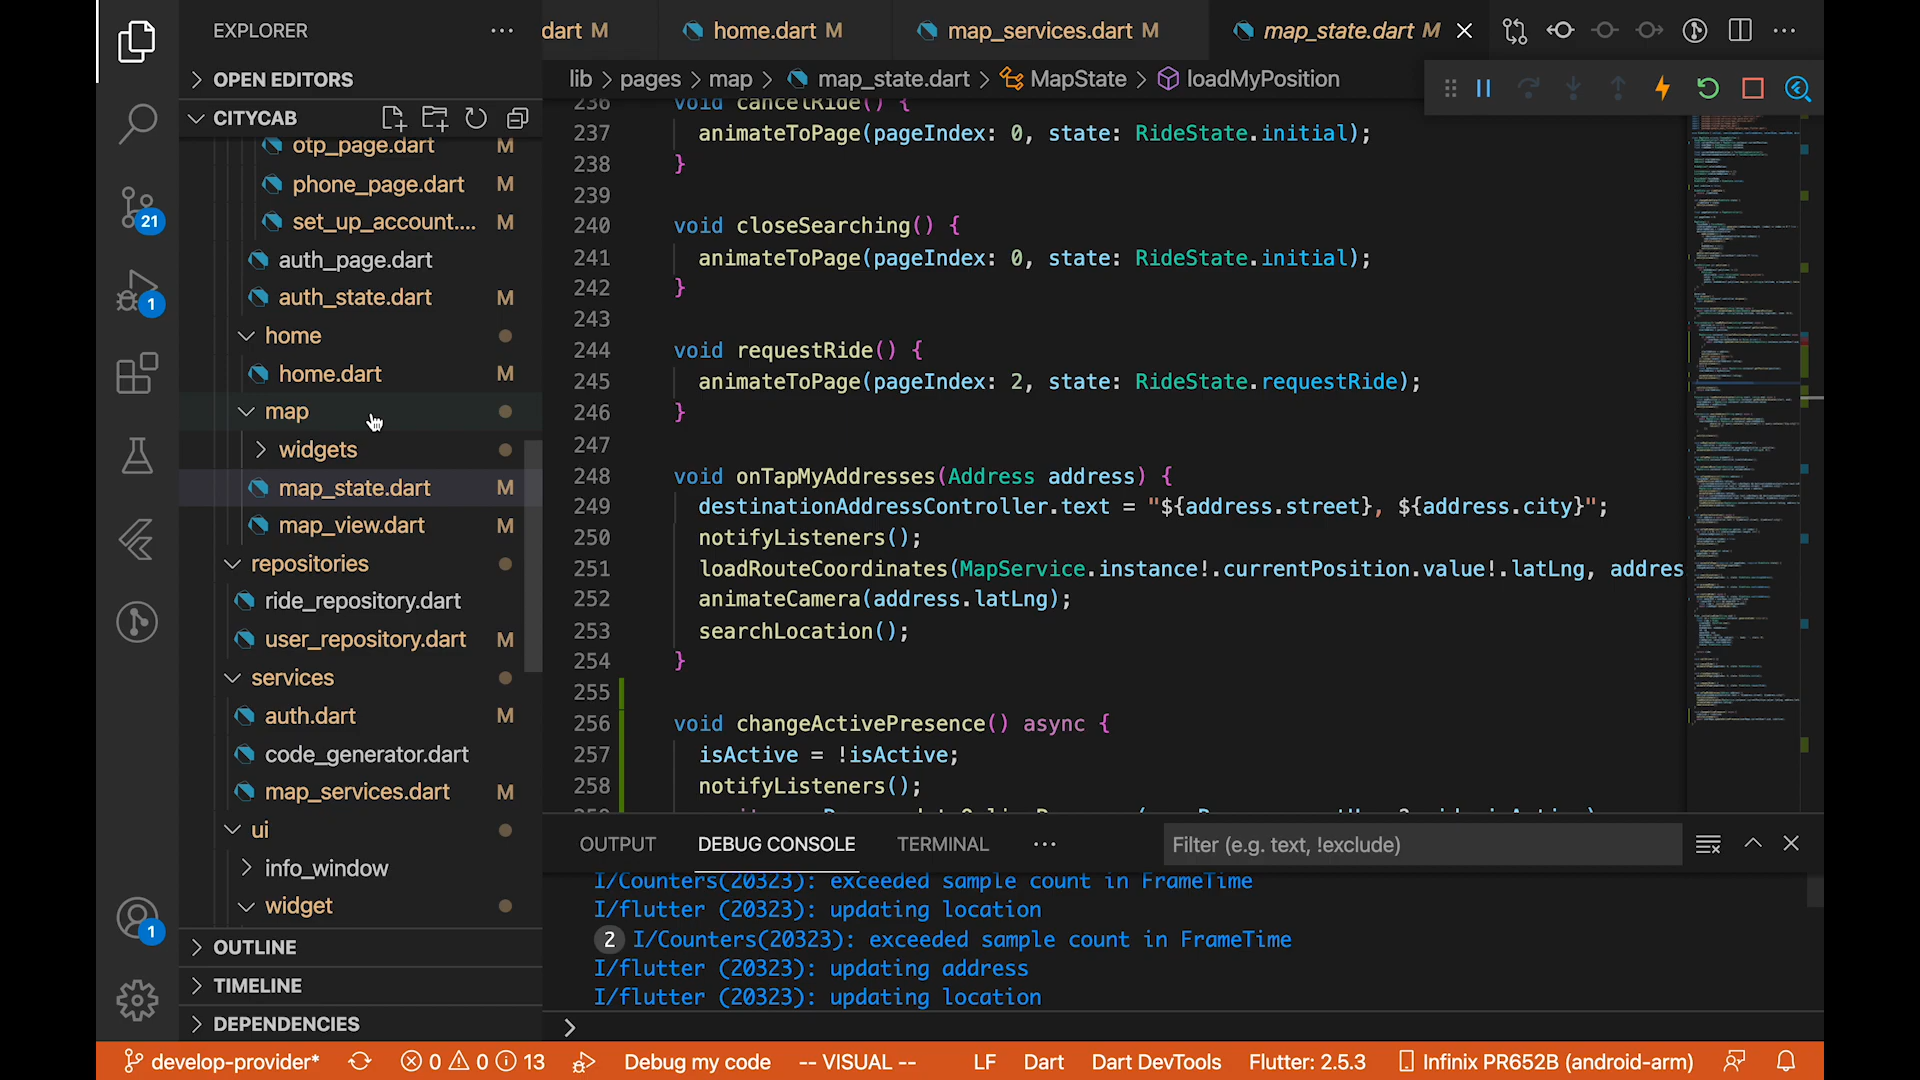 EXPLORER
dart M
home.dart M
map_services.dart M
map_state.dart M
OPEN EDITORS
lib > pages > map > map_state.dart > MapState > loadMyPosition
CITYCAB
otp_page.dart M
phone_page.dart M
set_up_account.... M
auth_page.dart
auth_state.dart M
home
home.dart M
map
widgets
map_state.dart M
map_view.dart M
repositories
ride_repository.dart
user_repository.dart M
services
auth.dart M
code_generator.dart
map_services.dart M
ui
info_window
widget
OUTLINE
TIMELINE
DEPENDENCIES
21
1
1
236 void cancelRide() {
237 animateToPage(pageIndex: 0, state: RideState.initial);
238 }
239
240 void closeSearching() {
241 animateToPage(pageIndex: 0, state: RideState.initial);
242 }
243
244 void requestRide() {
245 animateToPage(pageIndex: 2, state: RideState.requestRide);
246 }
247
248 void onTapMyAddresses(Address address) {
249 destinationAddressController.text = "${address.street}, ${address.city}";
250 notifyListeners();
251 loadRouteCoordinates(MapService.instance!.currentPosition.value!.latLng, addres
252 animateCamera(address.latLng);
253 searchLocation();
254 }
255
256 void changeActivePresence() async {
257 isActive = !isActive;
258 notifyListeners();
OUTPUT
DEBUG CONSOLE
TERMINAL
Filter (e.g. text, !exclude)
I/Counters(20323): exceeded sample count in FrameTime
I/flutter (20323): updating location
2 I/Counters(20323): exceeded sample count in FrameTime
I/flutter (20323): updating address
I/flutter (20323): updating location
develop-provider* 0 0 13 Debug my code -- VISUAL -- LF Dart Dart DevTools Flutter: 2.5.3 Infinix PR652B (android-arm)